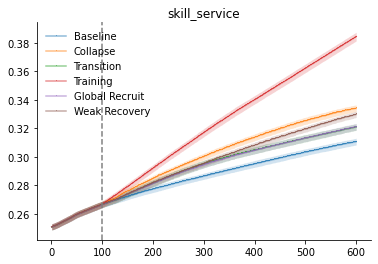 skill_service
0.38
0.36
0.34
0.32
0.30
0.28
0.26
Baseline
Collapse
Transition
Training
Global Recruit
Weak Recovery
0 100 200 300 400 500 600